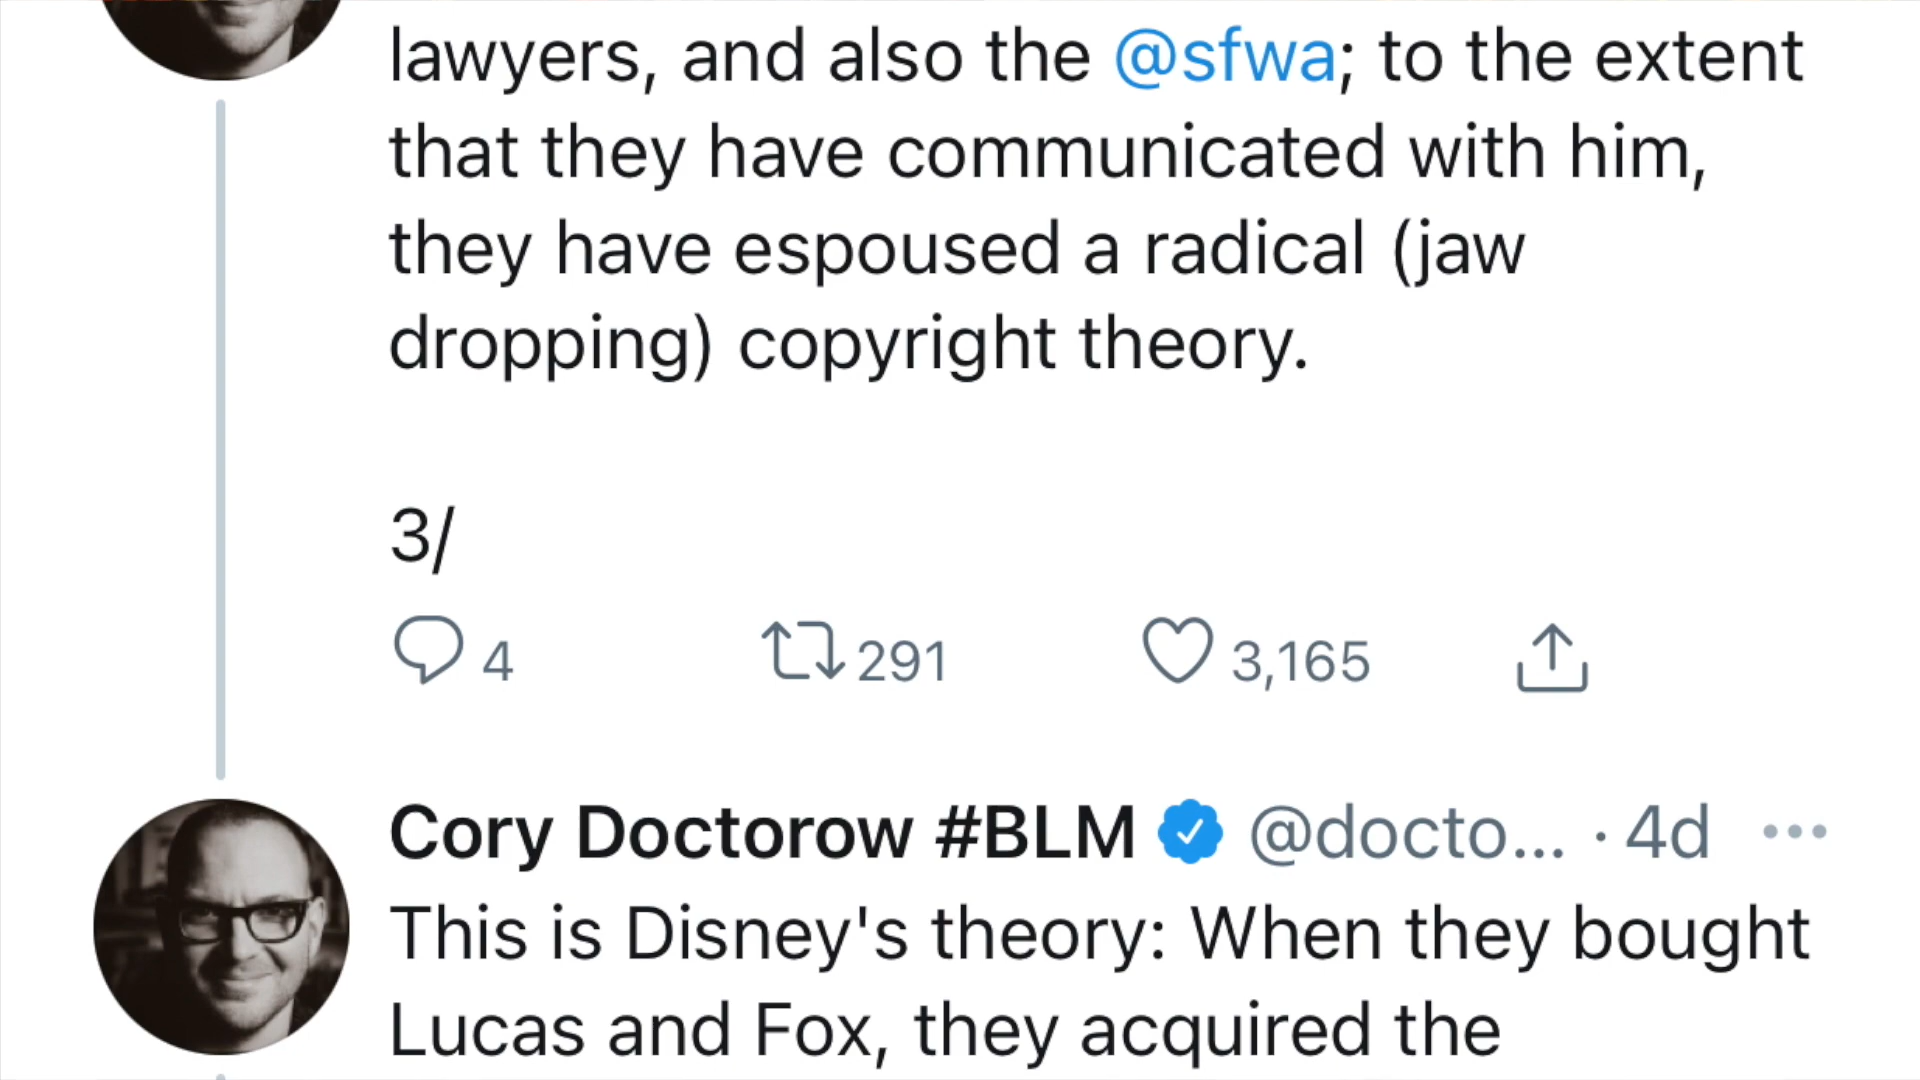 lawyers, and also the @sfwa; to the extent
that they have communicated with him,
they have espoused a radical (jaw
dropping) copyright theory.
3/
4 291 3,165
Cory Doctorow #BLM @docto... · 4d
This is Disney's theory: When they bought
Lucas and Fox, they acquired the